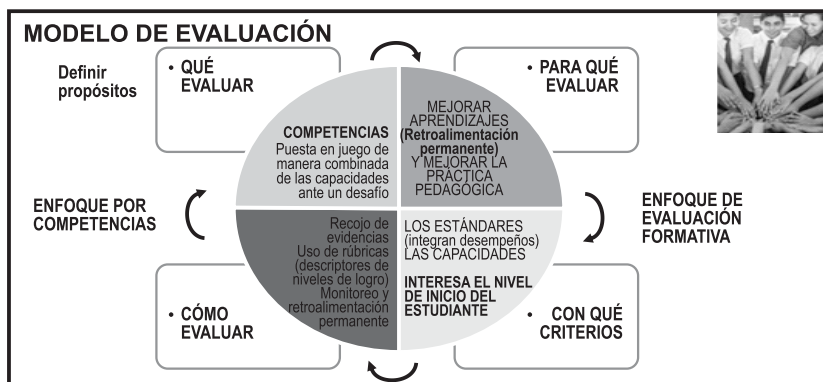 MODELO DE EVALUACIÓN
Definir
propósitos
• QUÉ
EVALUAR
• PARA QUÉ
EVALUAR
COMPETENCIAS
Puesta en juego de
manera combinada
de las capacidades
ante un desafío
MEJORAR
APRENDIZAJES
(Retroalimentación
permanente)
Y MEJORAR LA
PRÁCTICA
PEDAGÓGICA
ENFOQUE POR
COMPETENCIAS
ENFOQUE DE
EVALUACIÓN
FORMATIVA
Recojo de
evidencias
Uso de rúbricas
(descriptores de
niveles de logro)
Monitoreo y
retroalimentación
permanente
LOS ESTÁNDARES
(integran desempeños)
LAS CAPACIDADES
INTERESA EL NIVEL
DE INICIO DEL
ESTUDIANTE
• CÓMO
EVALUAR
• CON QUÉ
CRITERIOS